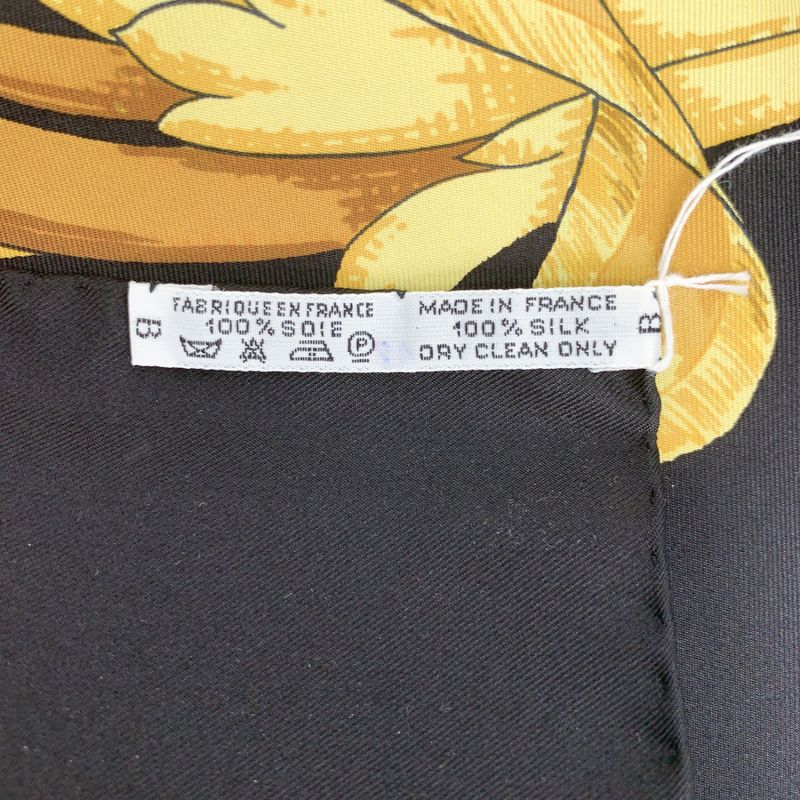 FABRIQUE EN FRANCE
100% SOIE
P
MADE IN FRANCE
100% SILK
DRY CLEAN ONLY
B
B